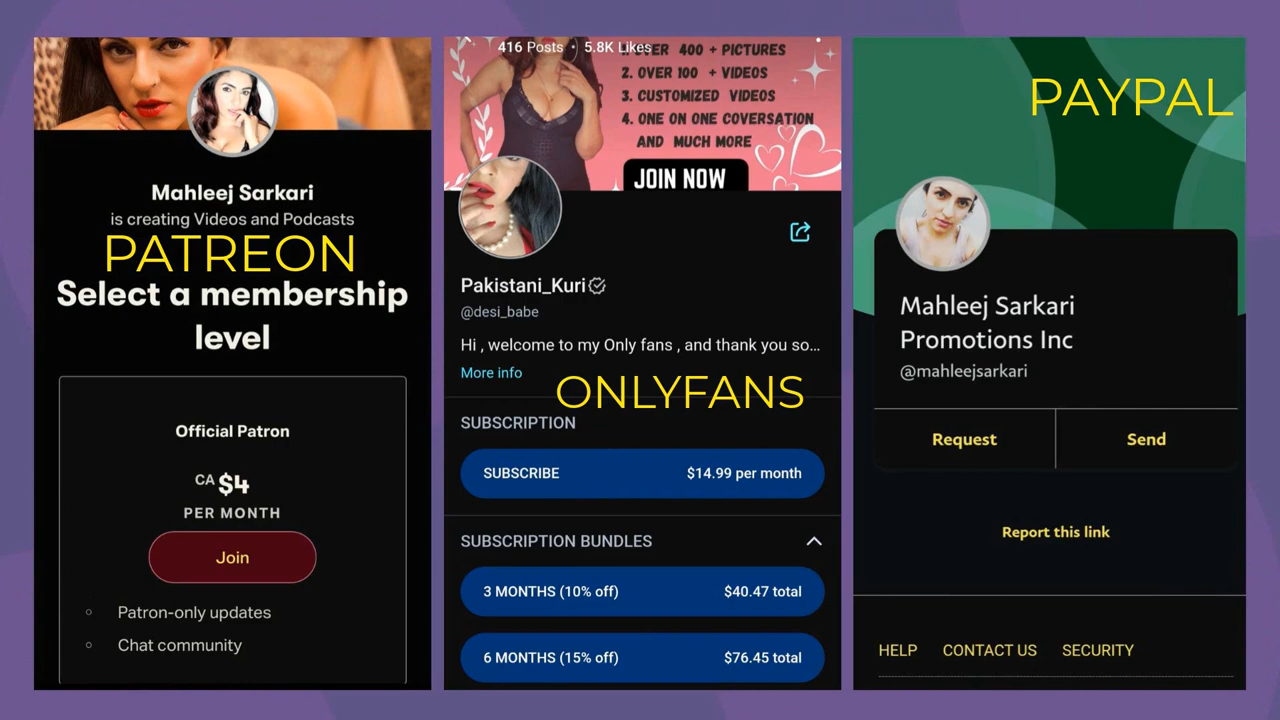 Mahleej Sarkari
is creating Videos and Podcasts
PATREON
Select a membership
level
Official Patron
CA $4
PER MONTH
Join
Patron-only updates
Chat community
416 Posts • 5.8K Likes
1. OVER 400 + PICTURES
2. OVER 100 + VIDEOS
3. CUSTOMIZED VIDEOS
4. ONE ON ONE COVERSATION
AND MUCH MORE
JOIN NOW
Pakistani_Kuri
@desi_babe
Hi , welcome to my Only fans , and thank you so...
More info
ONLYFANS
SUBSCRIPTION
SUBSCRIBE $14.99 per month
SUBSCRIPTION BUNDLES
3 MONTHS (10% off) $40.47 total
6 MONTHS (15% off) $76.45 total
PAYPAL
Mahleej Sarkari
Promotions Inc
@mahleejsarkari
Request Send
Report this link
HELP CONTACT US SECURITY